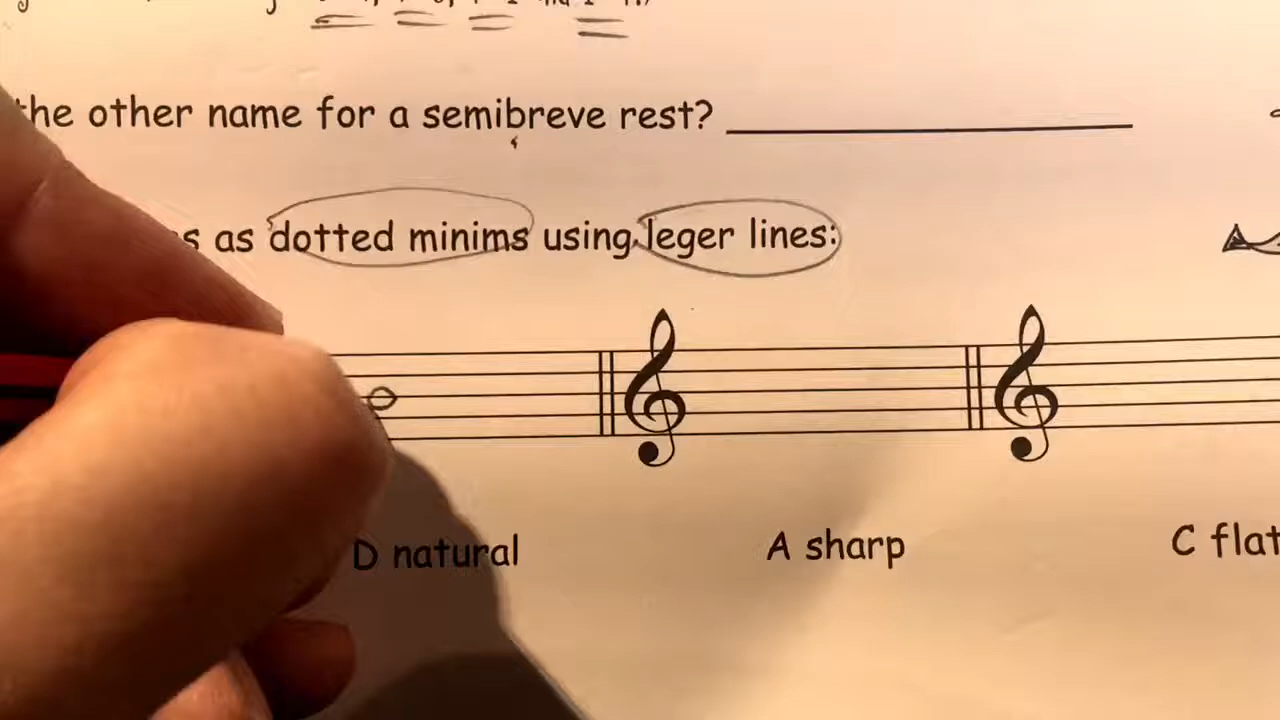 the other name for a semibreve rest?
as dotted minims using leger lines:
D natural A sharp C flat